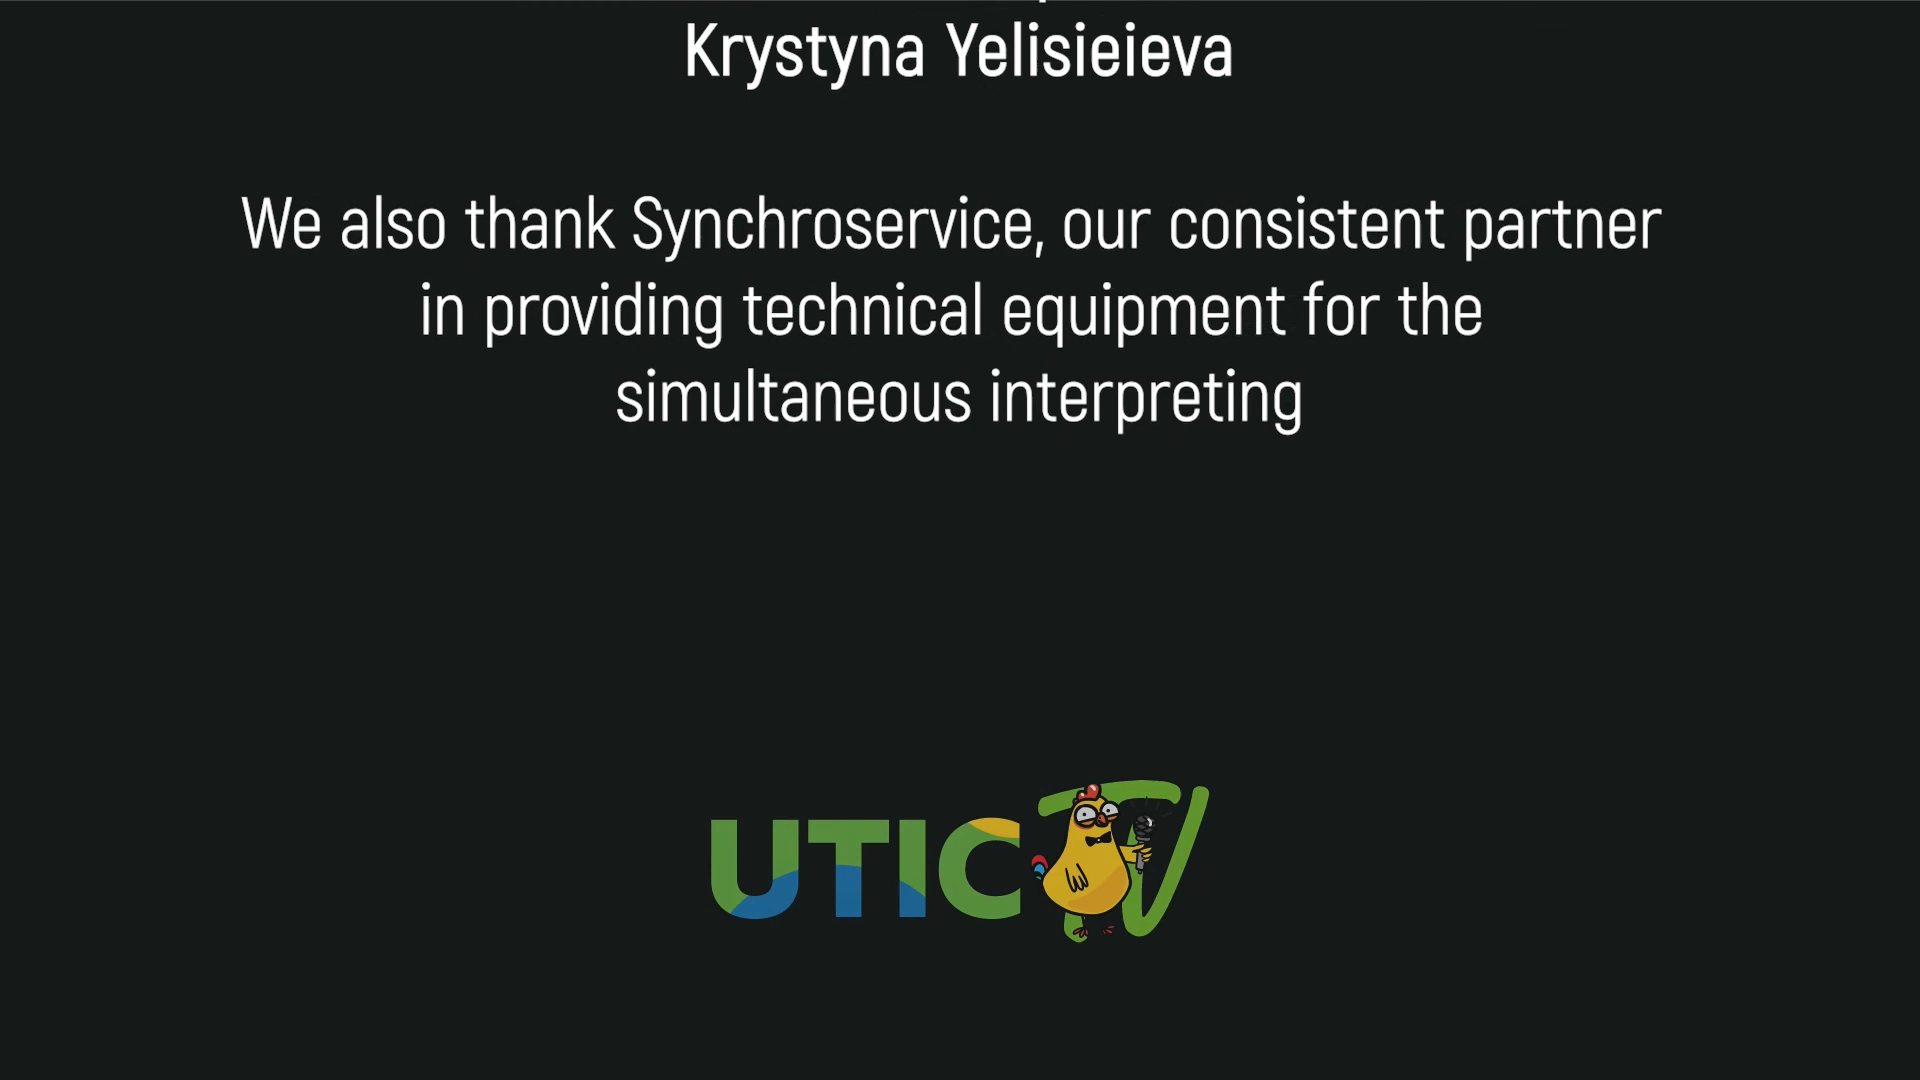 Krystyna Yelisieieva
We also thank Synchroservice, our consistent partner
in providing technical equipment for the
simultaneous interpreting
UTIC TV